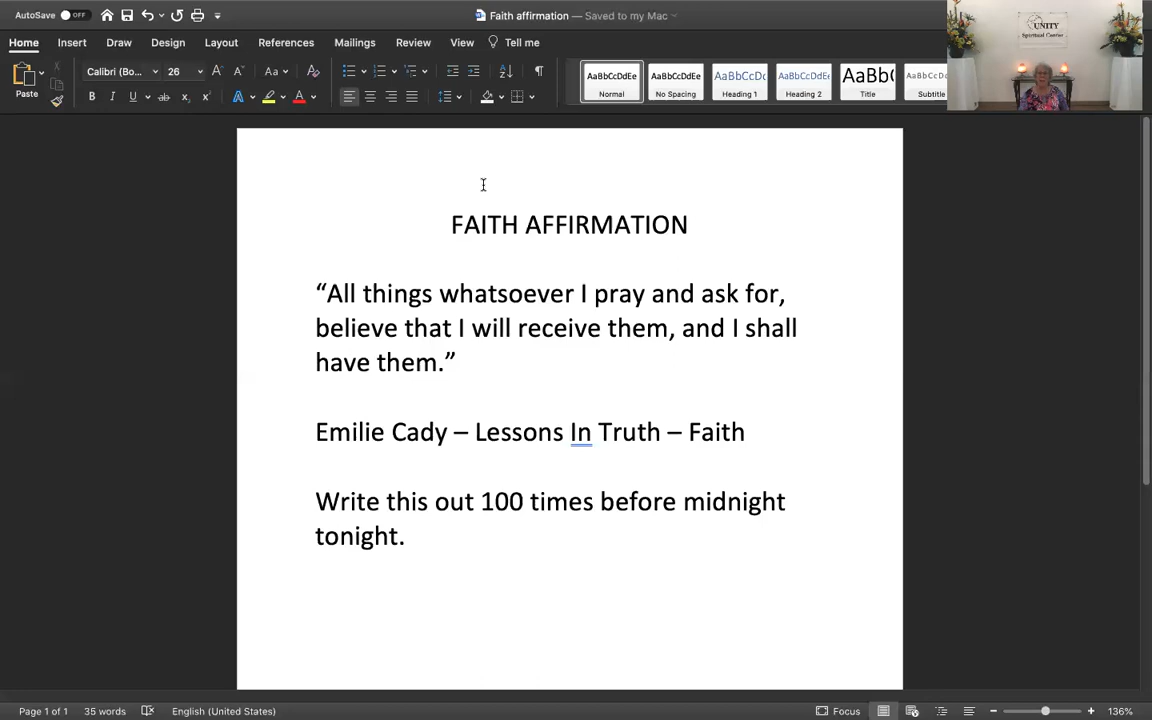 AutoSave OFF
Faith affirmation — Saved to my Mac
Home Insert Draw Design Layout References Mailings Review View Tell me
Paste
Calibri (Bo... 26
AaBbCcDdEe AaBbCcDdEe AaBbCcDc AaBbCcDdEe AaBb( AaBbCcDdEe
Normal No Spacing Heading 1 Heading 2 Title Subtitle
UNITY
Spiritual Center
FAITH AFFIRMATION
“All things whatsoever I pray and ask for,
believe that I will receive them, and I shall
have them.”
Emilie Cady – Lessons In Truth – Faith
Write this out 100 times before midnight
tonight.
Page 1 of 1 35 words English (United States) Focus 136%